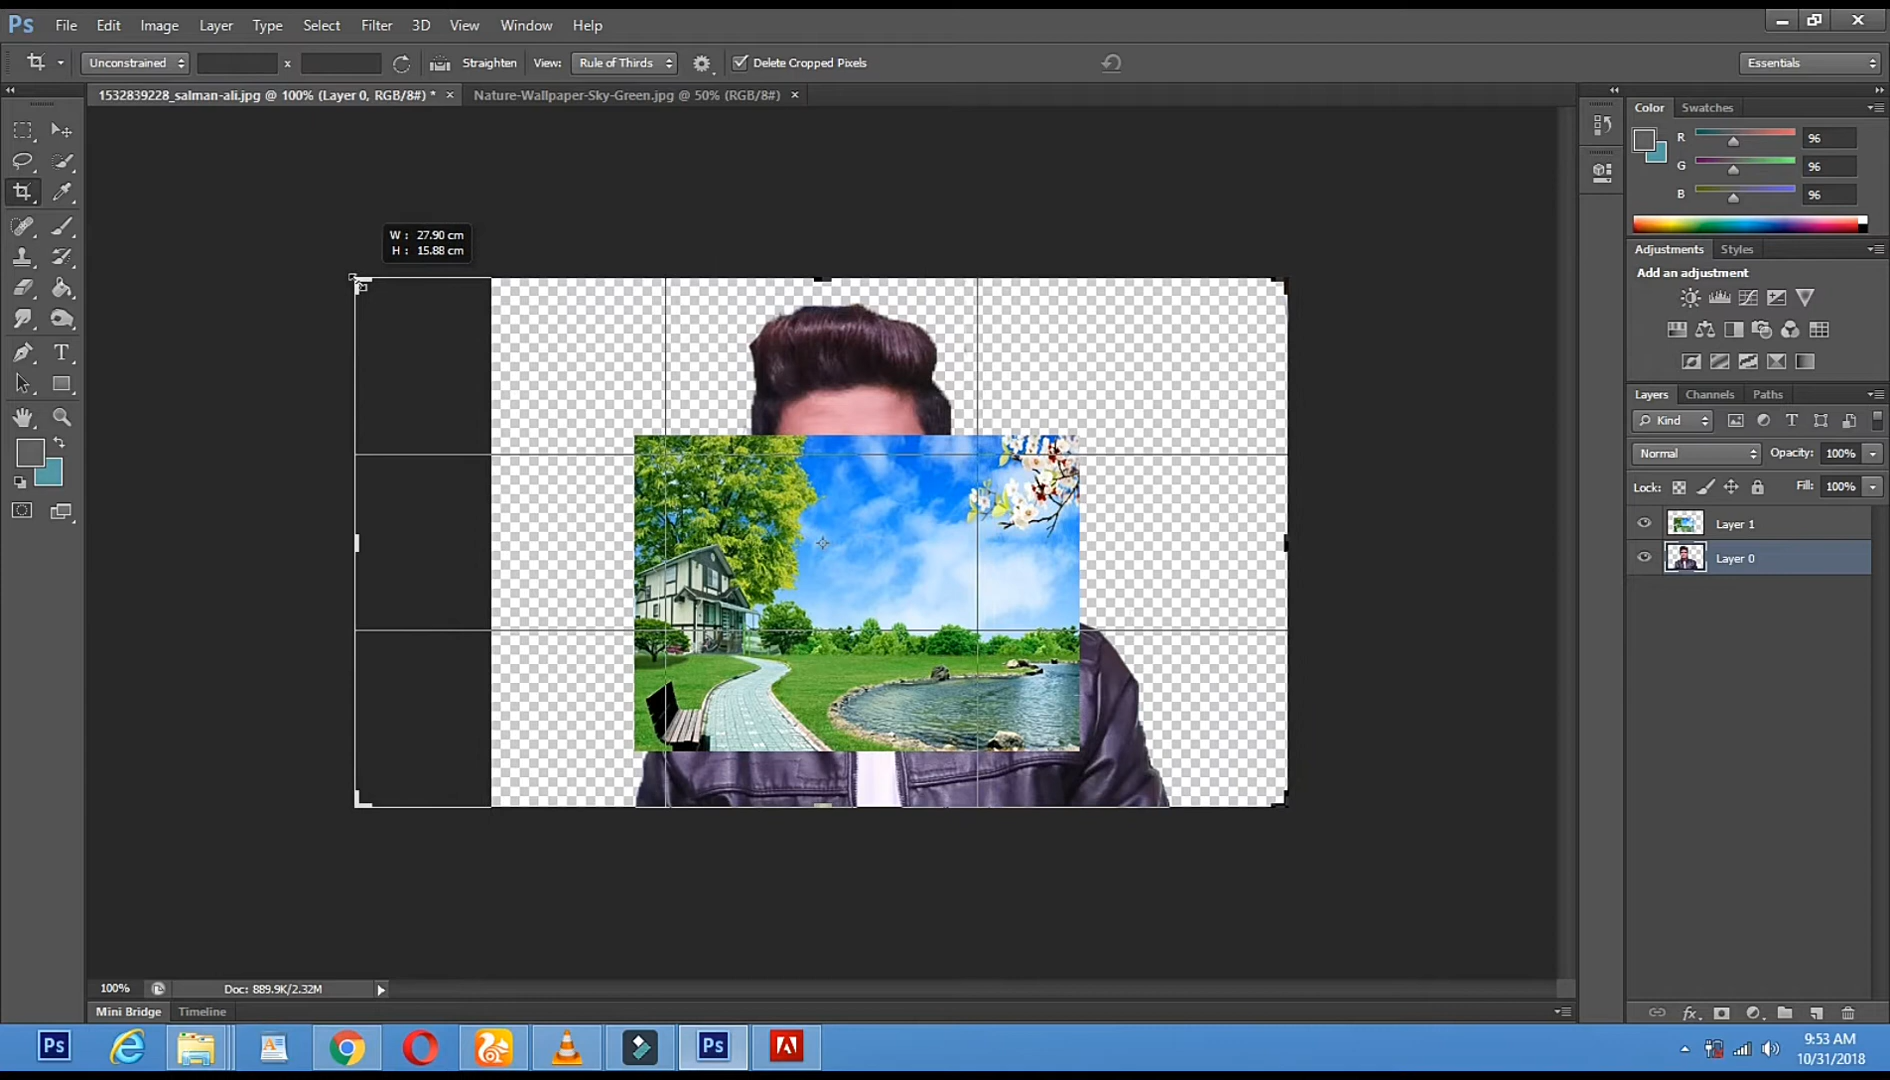 Ps File Edit Image Layer Type Select Filter 3D View Window Help
Unconstrained x Straighten View: Rule of Thirds Delete Cropped Pixels Essentials
1532839228_salman-ali.jpg @ 100% (Layer 0, RGB/8#) * × Nature-Wallpaper-Sky-Green.jpg @ 50% (RGB/8#) ×
Color Swatches
R 96
G 96
B 96
W : 27.90 cm
H : 15.88 cm
Adjustments Styles
Add an adjustment
T
Layers Channels Paths
Kind T
Normal Opacity: 100%
Lock: Fill: 100%
Layer 1
Layer 0
100% Doc: 889.9K/2.32M
Mini Bridge Timeline
fx
Ps Ps
9:53 AM
10/31/2018